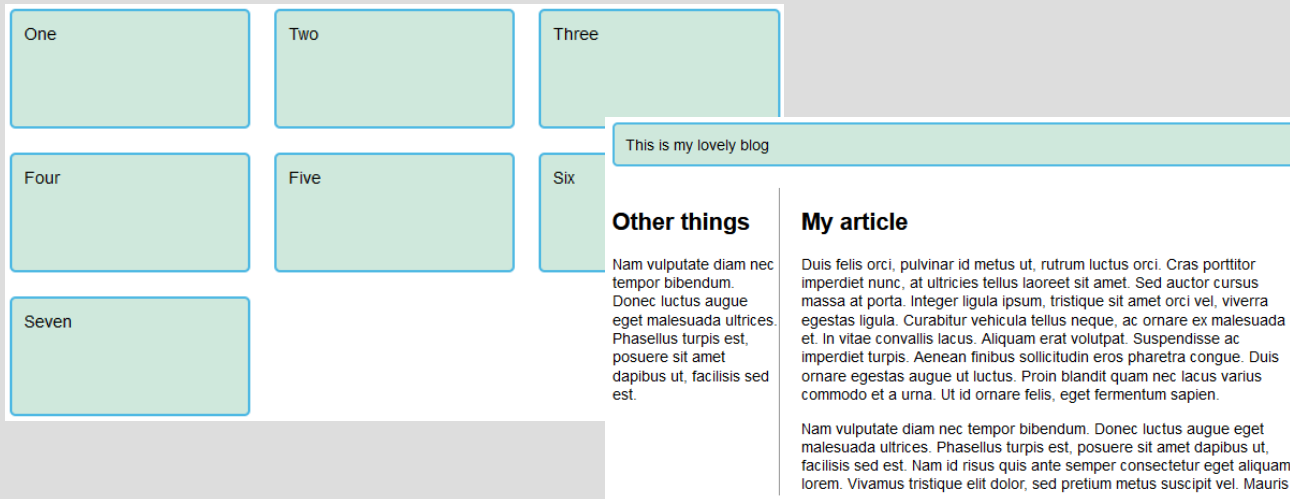 One
Two
Three
Four
Five
Six
Seven
This is my lovely blog
Other things
Nam vulputate diam nec
tempor bibendum.
Donec luctus augue
eget malesuada ultrices.
Phasellus turpis est,
posuere sit amet
dapibus ut, facilisis sed
est.
My article
Duis felis orci, pulvinar id metus ut, rutrum luctus orci. Cras porttitor
imperdiet nunc, at ultricies tellus laoreet sit amet. Sed auctor cursus
massa at porta. Integer ligula ipsum, tristique sit amet orci vel, viverra
egestas ligula. Curabitur vehicula tellus neque, ac ornare ex malesuada
et. In vitae convallis lacus. Aliquam erat volutpat. Suspendisse ac
imperdiet turpis. Aenean finibus sollicitudin eros pharetra congue. Duis
ornare egestas augue ut luctus. Proin blandit quam nec lacus varius
commodo et a urna. Ut id ornare felis, eget fermentum sapien.
Nam vulputate diam nec tempor bibendum. Donec luctus augue eget
malesuada ultrices. Phasellus turpis est, posuere sit amet dapibus ut,
facilisis sed est. Nam id risus quis ante semper consectetur eget aliquam
lorem. Vivamus tristique elit dolor, sed pretium metus suscipit vel. Mauris